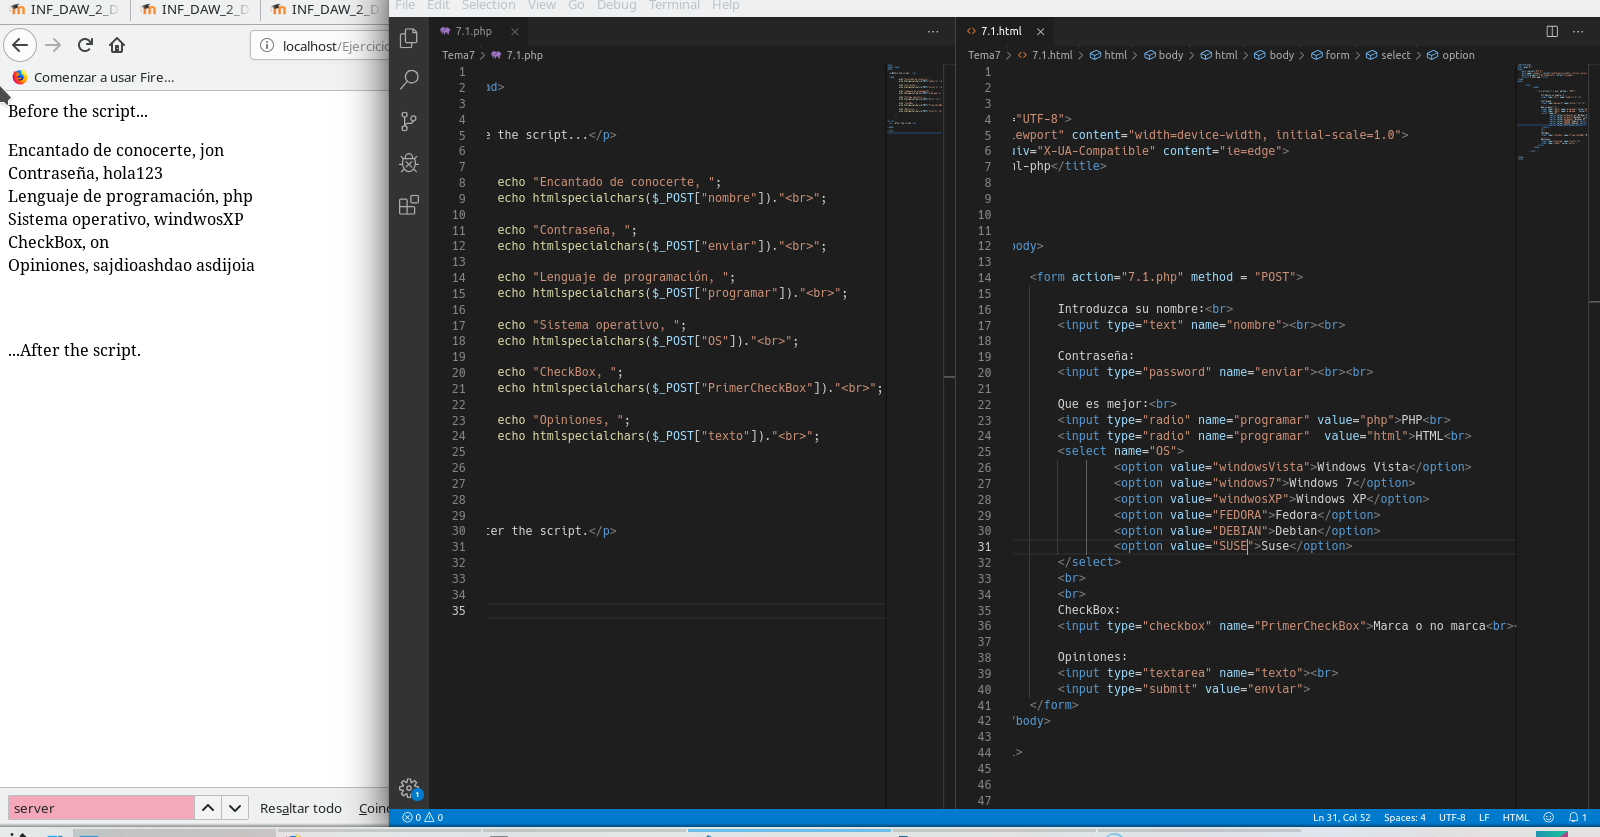 INF_DAW_2_D
INF_DAW_2_D
INF_DAW_2_D
localhost/Ejercicio
Comenzar a usar Fire...
Before the script...
Encantado de conocerte, jon
Contraseña, hola123
Lenguaje de programación, php
Sistema operativo, windwosXP
CheckBox, on
Opiniones, sajdioashdao asdijoia
...After the script.
server
Resaltar todo
Coinc
File Edit Selection View Go Debug Terminal Help
7.1.php
Tema7 > 7.1.php
1
2 ad>
3
4
5 e the script...</p>
6
7
8 echo "Encantado de conocerte, ";
9 echo htmlspecialchars($_POST["nombre"])."<br>";
10
11 echo "Contraseña, ";
12 echo htmlspecialchars($_POST["enviar"])."<br>";
13
14 echo "Lenguaje de programación, ";
15 echo htmlspecialchars($_POST["programar"])."<br>";
16
17 echo "Sistema operativo, ";
18 echo htmlspecialchars($_POST["OS"])."<br>";
19
20 echo "CheckBox, ";
21 echo htmlspecialchars($_POST["PrimerCheckBox"])."<br>";
22
23 echo "Opiniones, ";
24 echo htmlspecialchars($_POST["texto"])."<br>";
25
26
27
28
29
30 ter the script.</p>
31
32
33
34
35
7.1.html
Tema7 > 7.1.html > html > body > html > body > form > select > option
1
2
3
4 ="UTF-8">
5 iewport" content="width=device-width, initial-scale=1.0">
6 uiv="X-UA-Compatible" content="ie=edge">
7 ml-php</title>
8
9
10
11
12 body>
13
14 <form action="7.1.php" method = "POST">
15
16 Introduzca su nombre:<br>
17 <input type="text" name="nombre"><br><br>
18
19 Contraseña:
20 <input type="password" name="enviar"><br><br>
21
22 Que es mejor:<br>
23 <input type="radio" name="programar" value="php">PHP<br>
24 <input type="radio" name="programar"  value="html">HTML<br>
25 <select name="OS">
26 <option value="windowsVista">Windows Vista</option>
27 <option value="windows7">Windows 7</option>
28 <option value="windwosXP">Windows XP</option>
29 <option value="FEDORA">Fedora</option>
30 <option value="DEBIAN">Debian</option>
31 <option value="SUSE">Suse</option>
32 </select>
33 <br>
34 <br>
35 CheckBox:
36 <input type="checkbox" name="PrimerCheckBox">Marca o no marca<br><
37
38 Opiniones:
39 <input type="textarea" name="texto"><br>
40 <input type="submit" value="enviar">
41 </form>
42 /body>
43
44 l>
45
46
47
1
0 0
Ln 31, Col 52 Spaces: 4 UTF-8 LF HTML 1